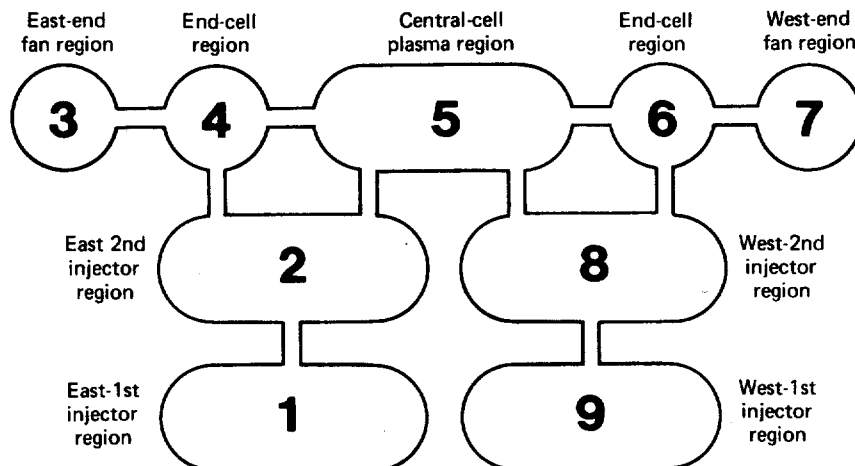 East-end
fan region
End-cell
region
Central-cell
plasma region
End-cell
region
West-end
fan region
3
4
5
6
7
East 2nd
injector
region
2
8
West-2nd
injector
region
East-1st
injector
region
1
9
West-1st
injector
region